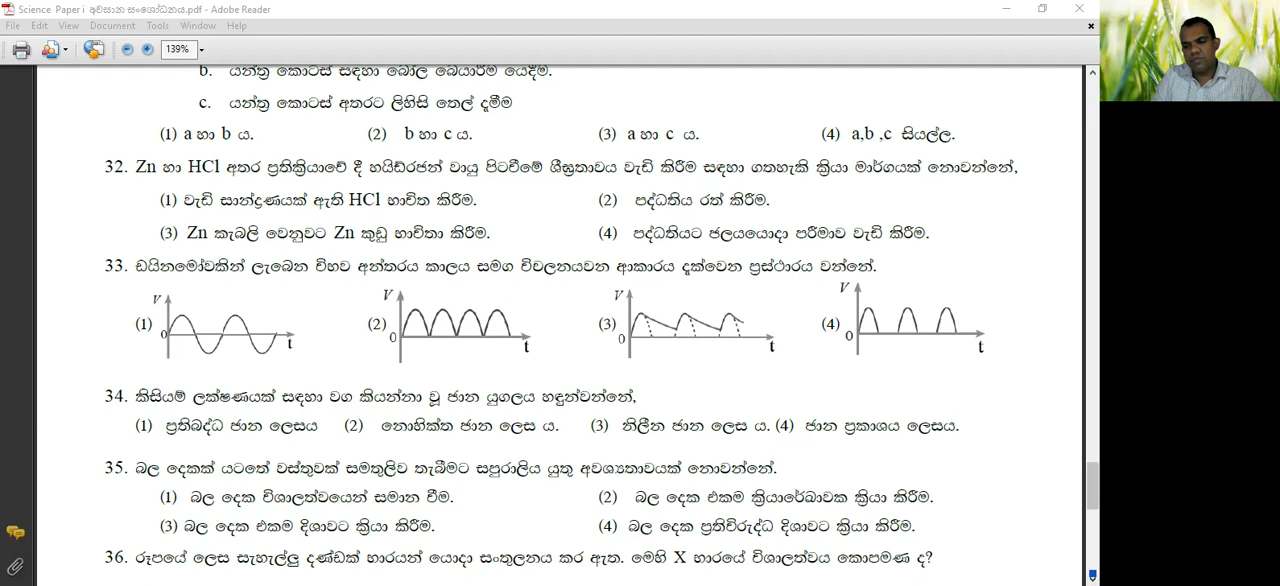 Science Paper i අවසාන සංශෝධනය.pdf - Adobe Reader
File Edit View Document Tools Window Help
139%
b. යන්ත්‍ර කොටස් සඳහා බෝල බෙයාරිම් යෙදීම.
c. යන්ත්‍ර කොටස් අතරට ලිහිසි තෙල් දැමීම
(1) a හා b ය. (2) b හා c ය. (3) a හා c ය. (4) a,b ,c සියල්ල.
32. Zn හා HCl අතර ප්‍රතික්‍රියාවේ දී හයිඩ්රජන් වායු පිටවීමේ ශීඝ්‍රතාවය වැඩි කිරීම සඳහා ගතහැකි ක්‍රියා මාර්ගයක් නොවන්නේ,
(1) වැඩි සාන්ද්‍රණයක් ඇති HCl භාවිත කිරීම. (2) පද්ධතිය රත් කිරීම.
(3) Zn කැබලි වෙනුවට Zn කුඩු භාවිතා කිරීම. (4) පද්ධතියට ජලයයොදා පරිමාව වැඩි කිරීම.
33. ඩයිනමෝවකින් ලැබෙන විභව අන්තරය කාලය සමග විචලනයවන ආකාරය දැක්වෙන ප්‍රස්ථාරය වන්නේ.
(1) V 0 t (2) V 0 t (3) V 0 t (4) V 0 t
34. කිසියම් ලක්ෂණයක් සඳහා වග කියන්නා වූ ජාන යුගලය හඳුන්වන්නේ,
(1) ප්‍රතිබද්ධ ජාන ලෙසය (2) නොහික්ත ජාන ලෙස ය. (3) නිලීන ජාන ලෙස ය. (4) ජාන ප්‍රකාශය ලෙසය.
35. බල දෙකක් යටතේ වස්තුවක් සමතුලිව තැබීමට සපුරාලිය යුතු අවශ්‍යතාවයක් නොවන්නේ.
(1) බල දෙක විශාලත්වයෙන් සමාන වීම. (2) බල දෙක එකම ක්‍රියාරේඛාවක ක්‍රියා කිරීම.
(3) බල දෙක එකම දිශාවට ක්‍රියා කිරීම. (4) බල දෙක ප්‍රතිවිරුද්ධ දිශාවට ක්‍රියා කිරීම.
36. රූපයේ ලෙස සැහැල්ලු දණ්ඩක් භාරයන් යොදා සංතුලනය කර ඇත. මෙහි X භාරයේ විශාලත්වය කොපමණ ද?